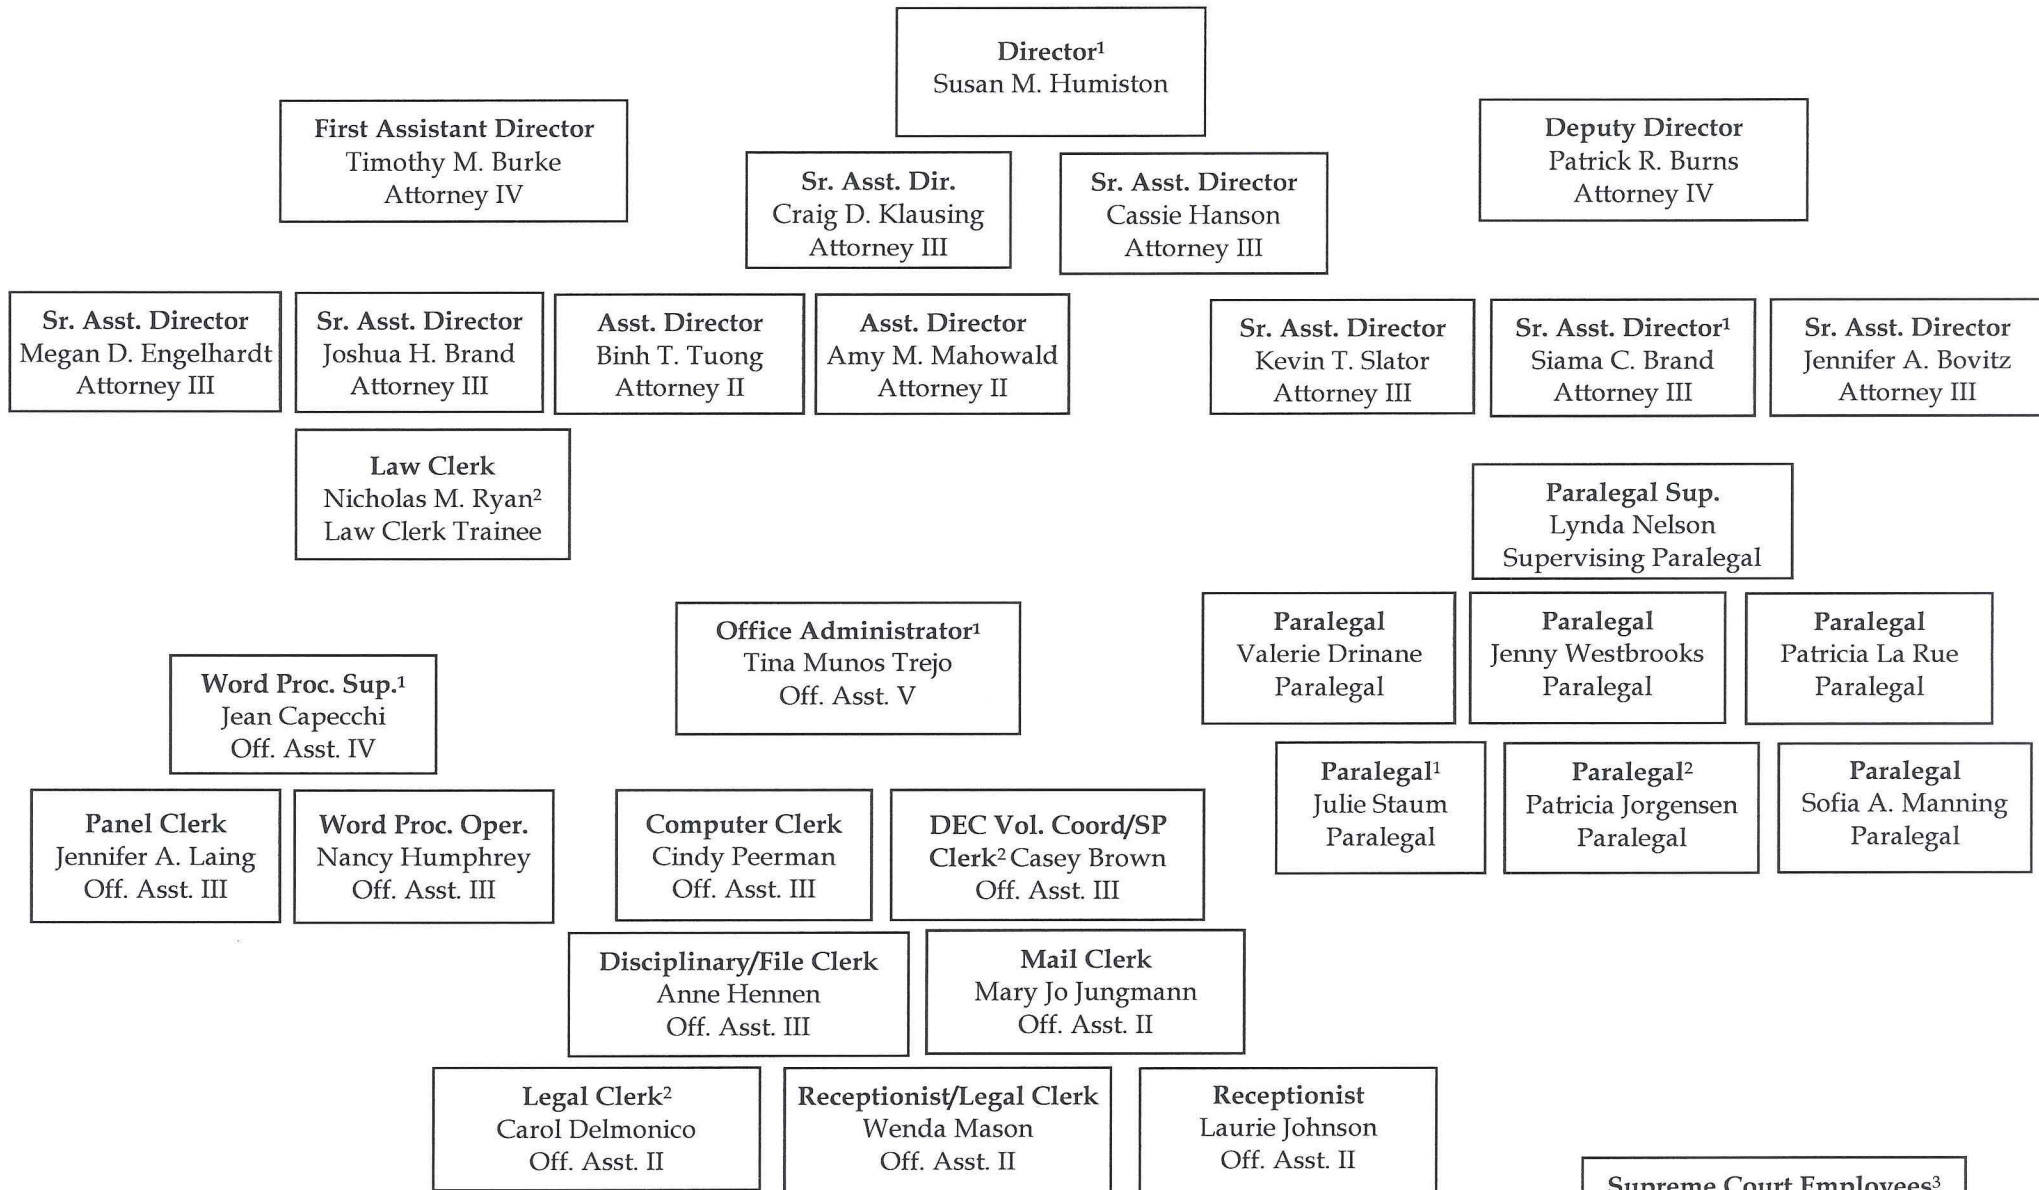 Director¹
Susan M. Humiston
First Assistant Director
Timothy M. Burke
Attorney IV
Deputy Director
Patrick R. Burns
Attorney IV
Sr. Asst. Dir.
Craig D. Klausing
Attorney III
Sr. Asst. Director
Cassie Hanson
Attorney III
Sr. Asst. Director
Megan D. Engelhardt
Attorney III
Sr. Asst. Director
Joshua H. Brand
Attorney III
Asst. Director
Binh T. Tuong
Attorney II
Asst. Director
Amy M. Mahowald
Attorney II
Sr. Asst. Director
Kevin T. Slator
Attorney III
Sr. Asst. Director¹
Siama C. Brand
Attorney III
Sr. Asst. Director
Jennifer A. Bovitz
Attorney III
Law Clerk
Nicholas M. Ryan²
Law Clerk Trainee
Paralegal Sup.
Lynda Nelson
Supervising Paralegal
Office Administrator¹
Tina Munos Trejo
Off. Asst. V
Paralegal
Valerie Drinane
Paralegal
Paralegal
Jenny Westbrooks
Paralegal
Paralegal
Patricia La Rue
Paralegal
Word Proc. Sup.¹
Jean Capecchi
Off. Asst. IV
Paralegal¹
Julie Staum
Paralegal
Paralegal²
Patricia Jorgensen
Paralegal
Paralegal
Sofia A. Manning
Paralegal
Panel Clerk
Jennifer A. Laing
Off. Asst. III
Word Proc. Oper.
Nancy Humphrey
Off. Asst. III
Computer Clerk
Cindy Peerman
Off. Asst. III
DEC Vol. Coord/SP
Clerk² Casey Brown
Off. Asst. III
Disciplinary/File Clerk
Anne Hennen
Off. Asst. III
Mail Clerk
Mary Jo Jungmann
Off. Asst. II
Legal Clerk²
Carol Delmonico
Off. Asst. II
Receptionist/Legal Clerk
Wenda Mason
Off. Asst. II
Receptionist
Laurie Johnson
Off. Asst. II
Supreme Court Employees³